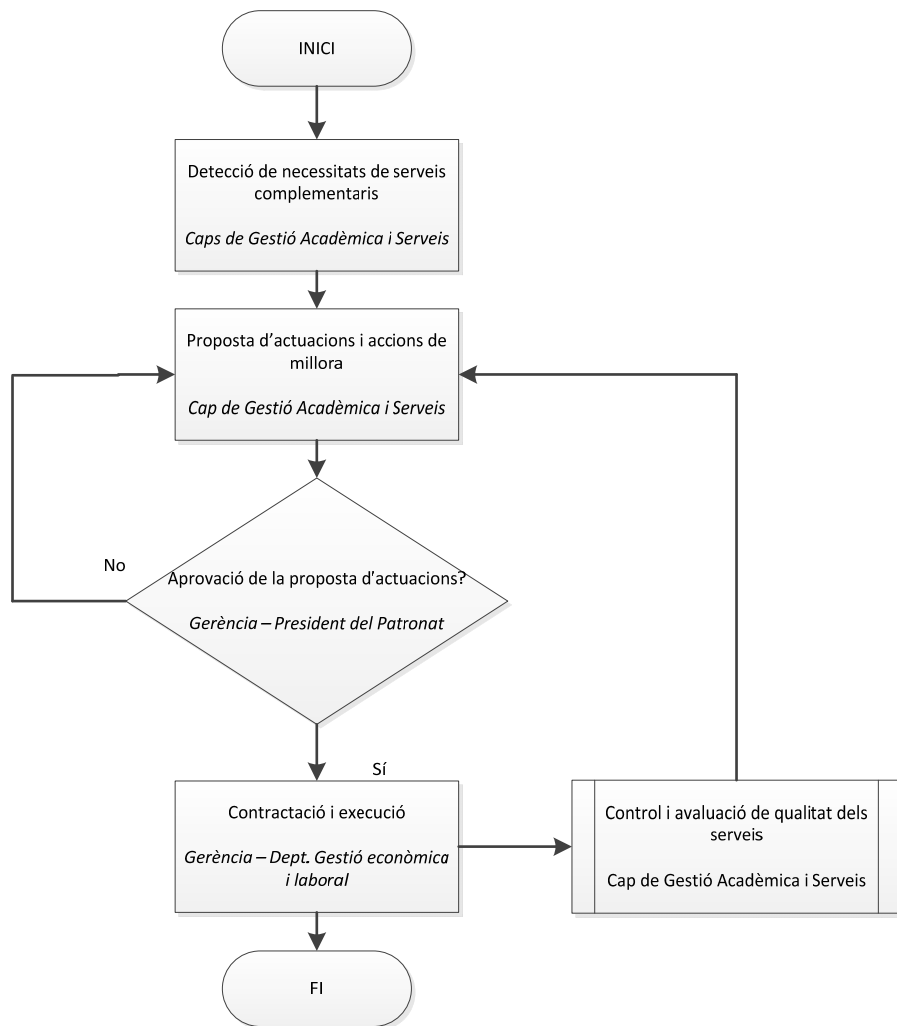 INICI
Detecció de necessitats de serveis
complementaris
Caps de Gestió Acadèmica i Serveis
Proposta d’actuacions i accions de
millora
Cap de Gestió Acadèmica i Serveis
No
Aprovació de la proposta d’actuacions?
Gerència – President del Patronat
Sí
Contractació i execució
Gerència – Dept. Gestió econòmica
i laboral
Control i avaluació de qualitat dels
serveis
Cap de Gestió Acadèmica i Serveis
FI